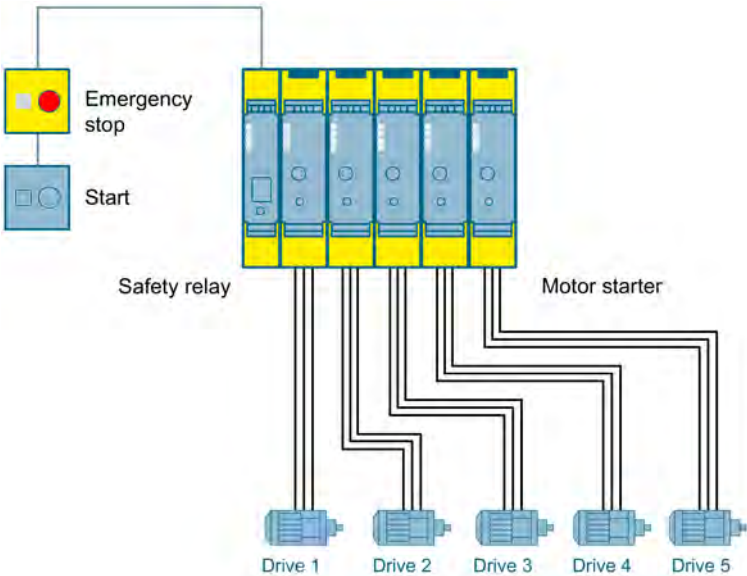 Emergency
stop
Start
Safety relay
Motor starter
Drive 1
Drive 2
Drive 3
Drive 4
Drive 5